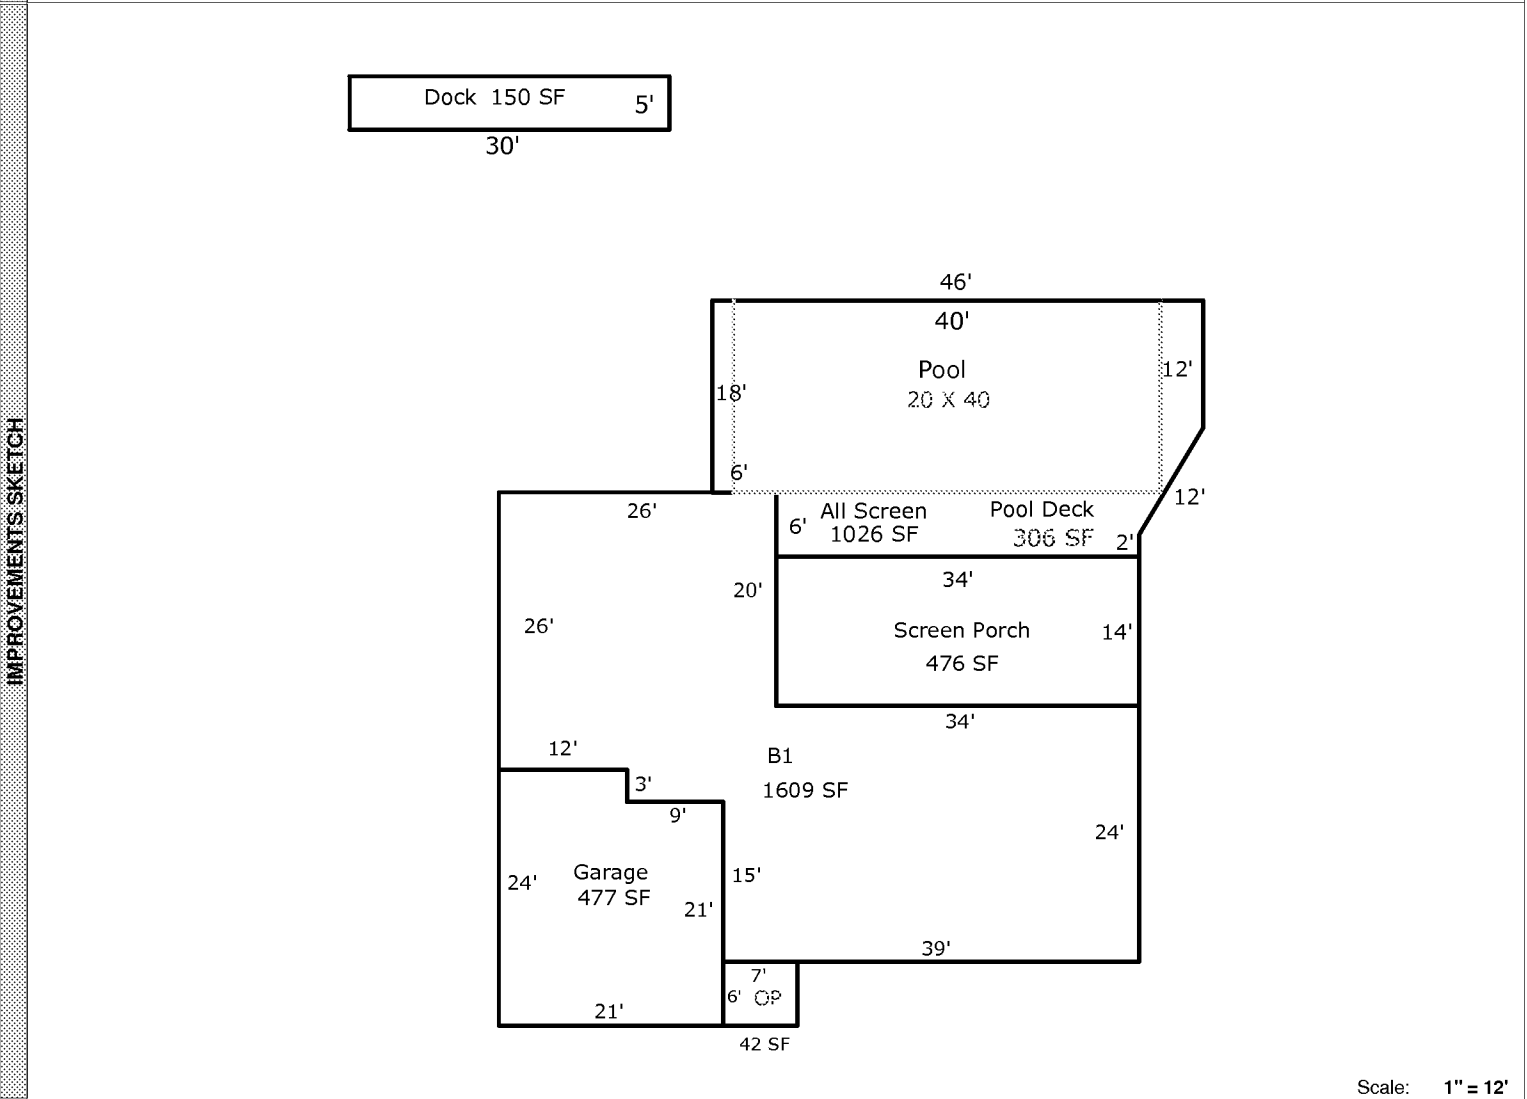 IMPROVEMENTS SKETCH
Dock 150 SF
5'
30'
46'
40'
Pool
20 X 40
12'
18'
6'
26'
12'
6'
All Screen
1026 SF
Pool Deck
306 SF
2'
34'
20'
26'
Screen Porch
476 SF
14'
34'
12'
B1
1609 SF
3'
9'
24'
Garage
477 SF
24'
15'
21'
39'
7'
6'
OP
21'
42 SF
Scale: 1" = 12'